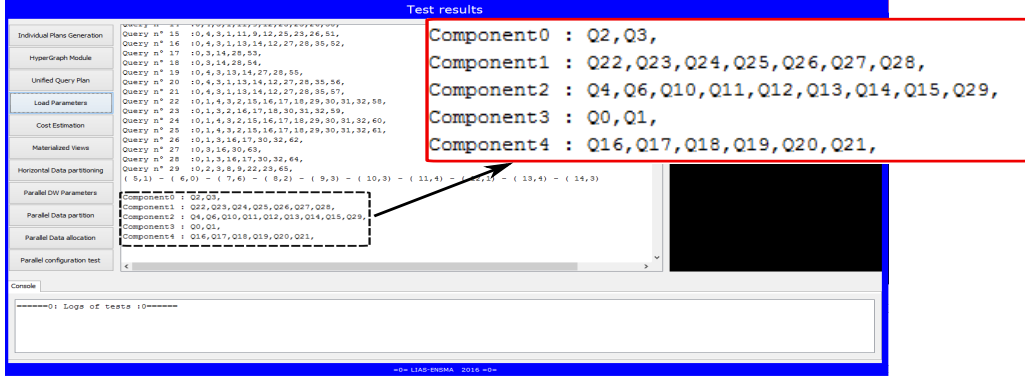 Test results
Individual Plans Generation
HyperGraph Module
Unified Query Plan
Load Parameters
Cost Estimation
Materialized Views
Horizontal Data partitioning
Parallel DW Parameters
Parallel Data partition
Parallel Data allocation
Parallel configuration test
Query n° 15 :0,4,3,1,11,9,12,25,23,26,51,
Query n° 16 :0,4,3,1,13,14,12,27,28,35,52,
Query n° 17 :0,3,14,28,53,
Query n° 18 :0,3,14,28,54,
Query n° 19 :0,4,3,13,14,27,28,55,
Query n° 20 :0,4,3,1,13,14,12,27,28,35,56,
Query n° 21 :0,4,3,1,13,14,12,27,28,35,57,
Query n° 22 :0,1,4,3,2,15,16,17,18,29,30,31,32,58,
Query n° 23 :0,1,3,2,16,17,18,30,31,32,59,
Query n° 24 :0,1,4,3,2,15,16,17,18,29,30,31,32,60,
Query n° 25 :0,1,4,3,2,15,16,17,18,29,30,31,32,61,
Query n° 26 :0,1,3,16,17,30,32,62,
Query n° 27 :0,3,16,30,63,
Query n° 28 :0,1,3,16,17,30,32,64,
Query n° 29 :0,2,3,8,9,22,23,65,
( 5,1) - ( 6,0) - ( 7,6) - ( 8,2) - ( 9,3) - ( 10,3) - ( 11,4) - ( 12,1) - ( 13,4) - ( 14,3)
Component0 : Q2,Q3,
Component1 : Q22,Q23,Q24,Q25,Q26,Q27,Q28,
Component2 : Q4,Q6,Q10,Q11,Q12,Q13,Q14,Q15,Q29,
Component3 : Q0,Q1,
Component4 : Q16,Q17,Q18,Q19,Q20,Q21,
Component0 : Q2,Q3,
Component1 : Q22,Q23,Q24,Q25,Q26,Q27,Q28,
Component2 : Q4,Q6,Q10,Q11,Q12,Q13,Q14,Q15,Q29,
Component3 : Q0,Q1,
Component4 : Q16,Q17,Q18,Q19,Q20,Q21,
Console
======0: Logs of tests :0======
=0= LIAS-ENSMA 2016 =0=